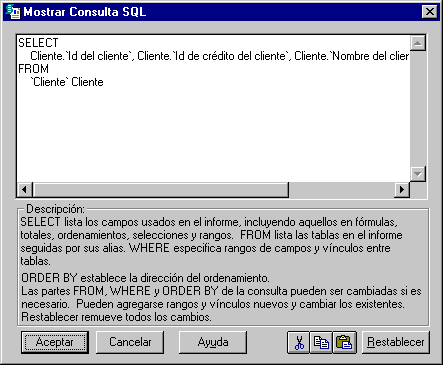 Mostrar Consulta SQL
SELECT
Cliente.`Id del cliente`, Cliente.`Id de crédito del cliente`, Cliente.`Nombre del clier
FROM
`Cliente` Cliente
Descripción:
SELECT lista los campos usados en el informe, incluyendo aquellos en fórmulas,
totales, ordenamientos, selecciones y rangos.  FROM lista las tablas en el informe
seguidas por sus alias. WHERE especifica rangos de campos y vínculos entre
tablas.
ORDER BY establece la dirección del ordenamiento.
Las partes FROM, WHERE y ORDER BY de la consulta pueden ser cambiadas si es
necesario.  Pueden agregarse rangos y vínculos nuevos y cambiar los existentes.
Restablecer remueve todos los cambios.
Aceptar Cancelar Ayuda Restablecer